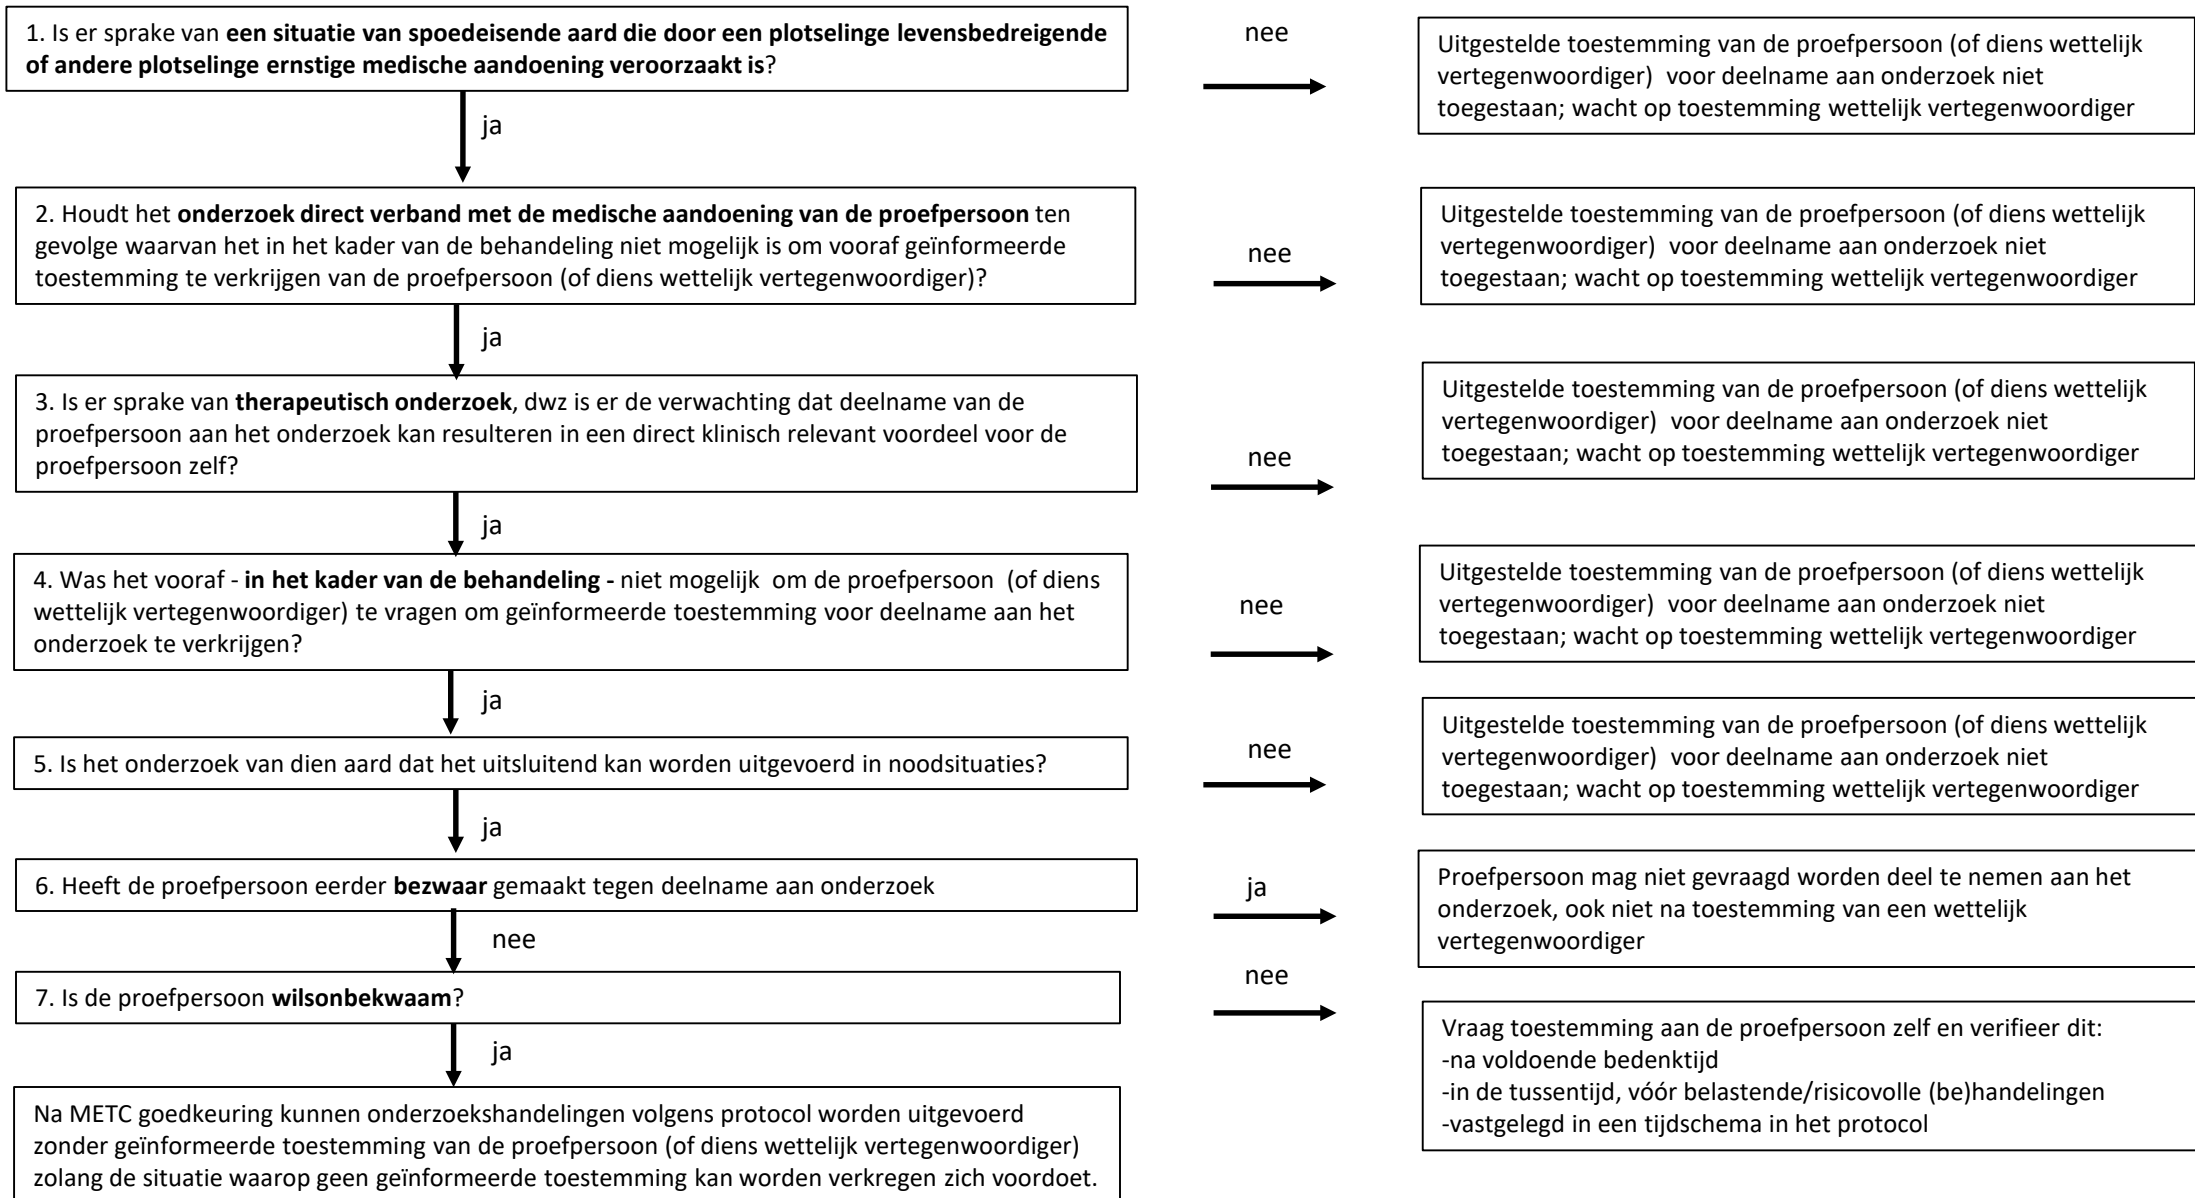 1. Is er sprake van een situatie van spoedeisende aard die door een plotselinge levensbedreigende
of andere plotselinge ernstige medische aandoening veroorzaakt is?
nee
Uitgestelde toestemming van de proefpersoon (of diens wettelijk
vertegenwoordiger) voor deelname aan onderzoek niet
toegestaan; wacht op toestemming wettelijk vertegenwoordiger
ja
2. Houdt het onderzoek direct verband met de medische aandoening van de proefpersoon ten
gevolge waarvan het in het kader van de behandeling niet mogelijk is om vooraf geïnformeerde
toestemming te verkrijgen van de proefpersoon (of diens wettelijk vertegenwoordiger)?
nee
Uitgestelde toestemming van de proefpersoon (of diens wettelijk
vertegenwoordiger) voor deelname aan onderzoek niet
toegestaan; wacht op toestemming wettelijk vertegenwoordiger
ja
3. Is er sprake van therapeutisch onderzoek, dwz is er de verwachting dat deelname van de
proefpersoon aan het onderzoek kan resulteren in een direct klinisch relevant voordeel voor de
proefpersoon zelf?
nee
Uitgestelde toestemming van de proefpersoon (of diens wettelijk
vertegenwoordiger) voor deelname aan onderzoek niet
toegestaan; wacht op toestemming wettelijk vertegenwoordiger
ja
4. Was het vooraf - in het kader van de behandeling - niet mogelijk om de proefpersoon (of diens
wettelijk vertegenwoordiger) te vragen om geïnformeerde toestemming voor deelname aan het
onderzoek te verkrijgen?
nee
Uitgestelde toestemming van de proefpersoon (of diens wettelijk
vertegenwoordiger) voor deelname aan onderzoek niet
toegestaan; wacht op toestemming wettelijk vertegenwoordiger
ja
5. Is het onderzoek van dien aard dat het uitsluitend kan worden uitgevoerd in noodsituaties?
nee
Uitgestelde toestemming van de proefpersoon (of diens wettelijk
vertegenwoordiger) voor deelname aan onderzoek niet
toegestaan; wacht op toestemming wettelijk vertegenwoordiger
ja
6. Heeft de proefpersoon eerder bezwaar gemaakt tegen deelname aan onderzoek
ja
Proefpersoon mag niet gevraagd worden deel te nemen aan het
onderzoek, ook niet na toestemming van een wettelijk
vertegenwoordiger
nee
7. Is de proefpersoon wilsonbekwaam?
nee
Vraag toestemming aan de proefpersoon zelf en verifieer dit:
-na voldoende bedenktijd
-in de tussentijd, vóór belastende/risicovolle (be)handelingen
-vastgelegd in een tijdschema in het protocol
ja
Na METC goedkeuring kunnen onderzoekshandelingen volgens protocol worden uitgevoerd
zonder geïnformeerde toestemming van de proefpersoon (of diens wettelijk vertegenwoordiger)
zolang de situatie waarop geen geïnformeerde toestemming kan worden verkregen zich voordoet.